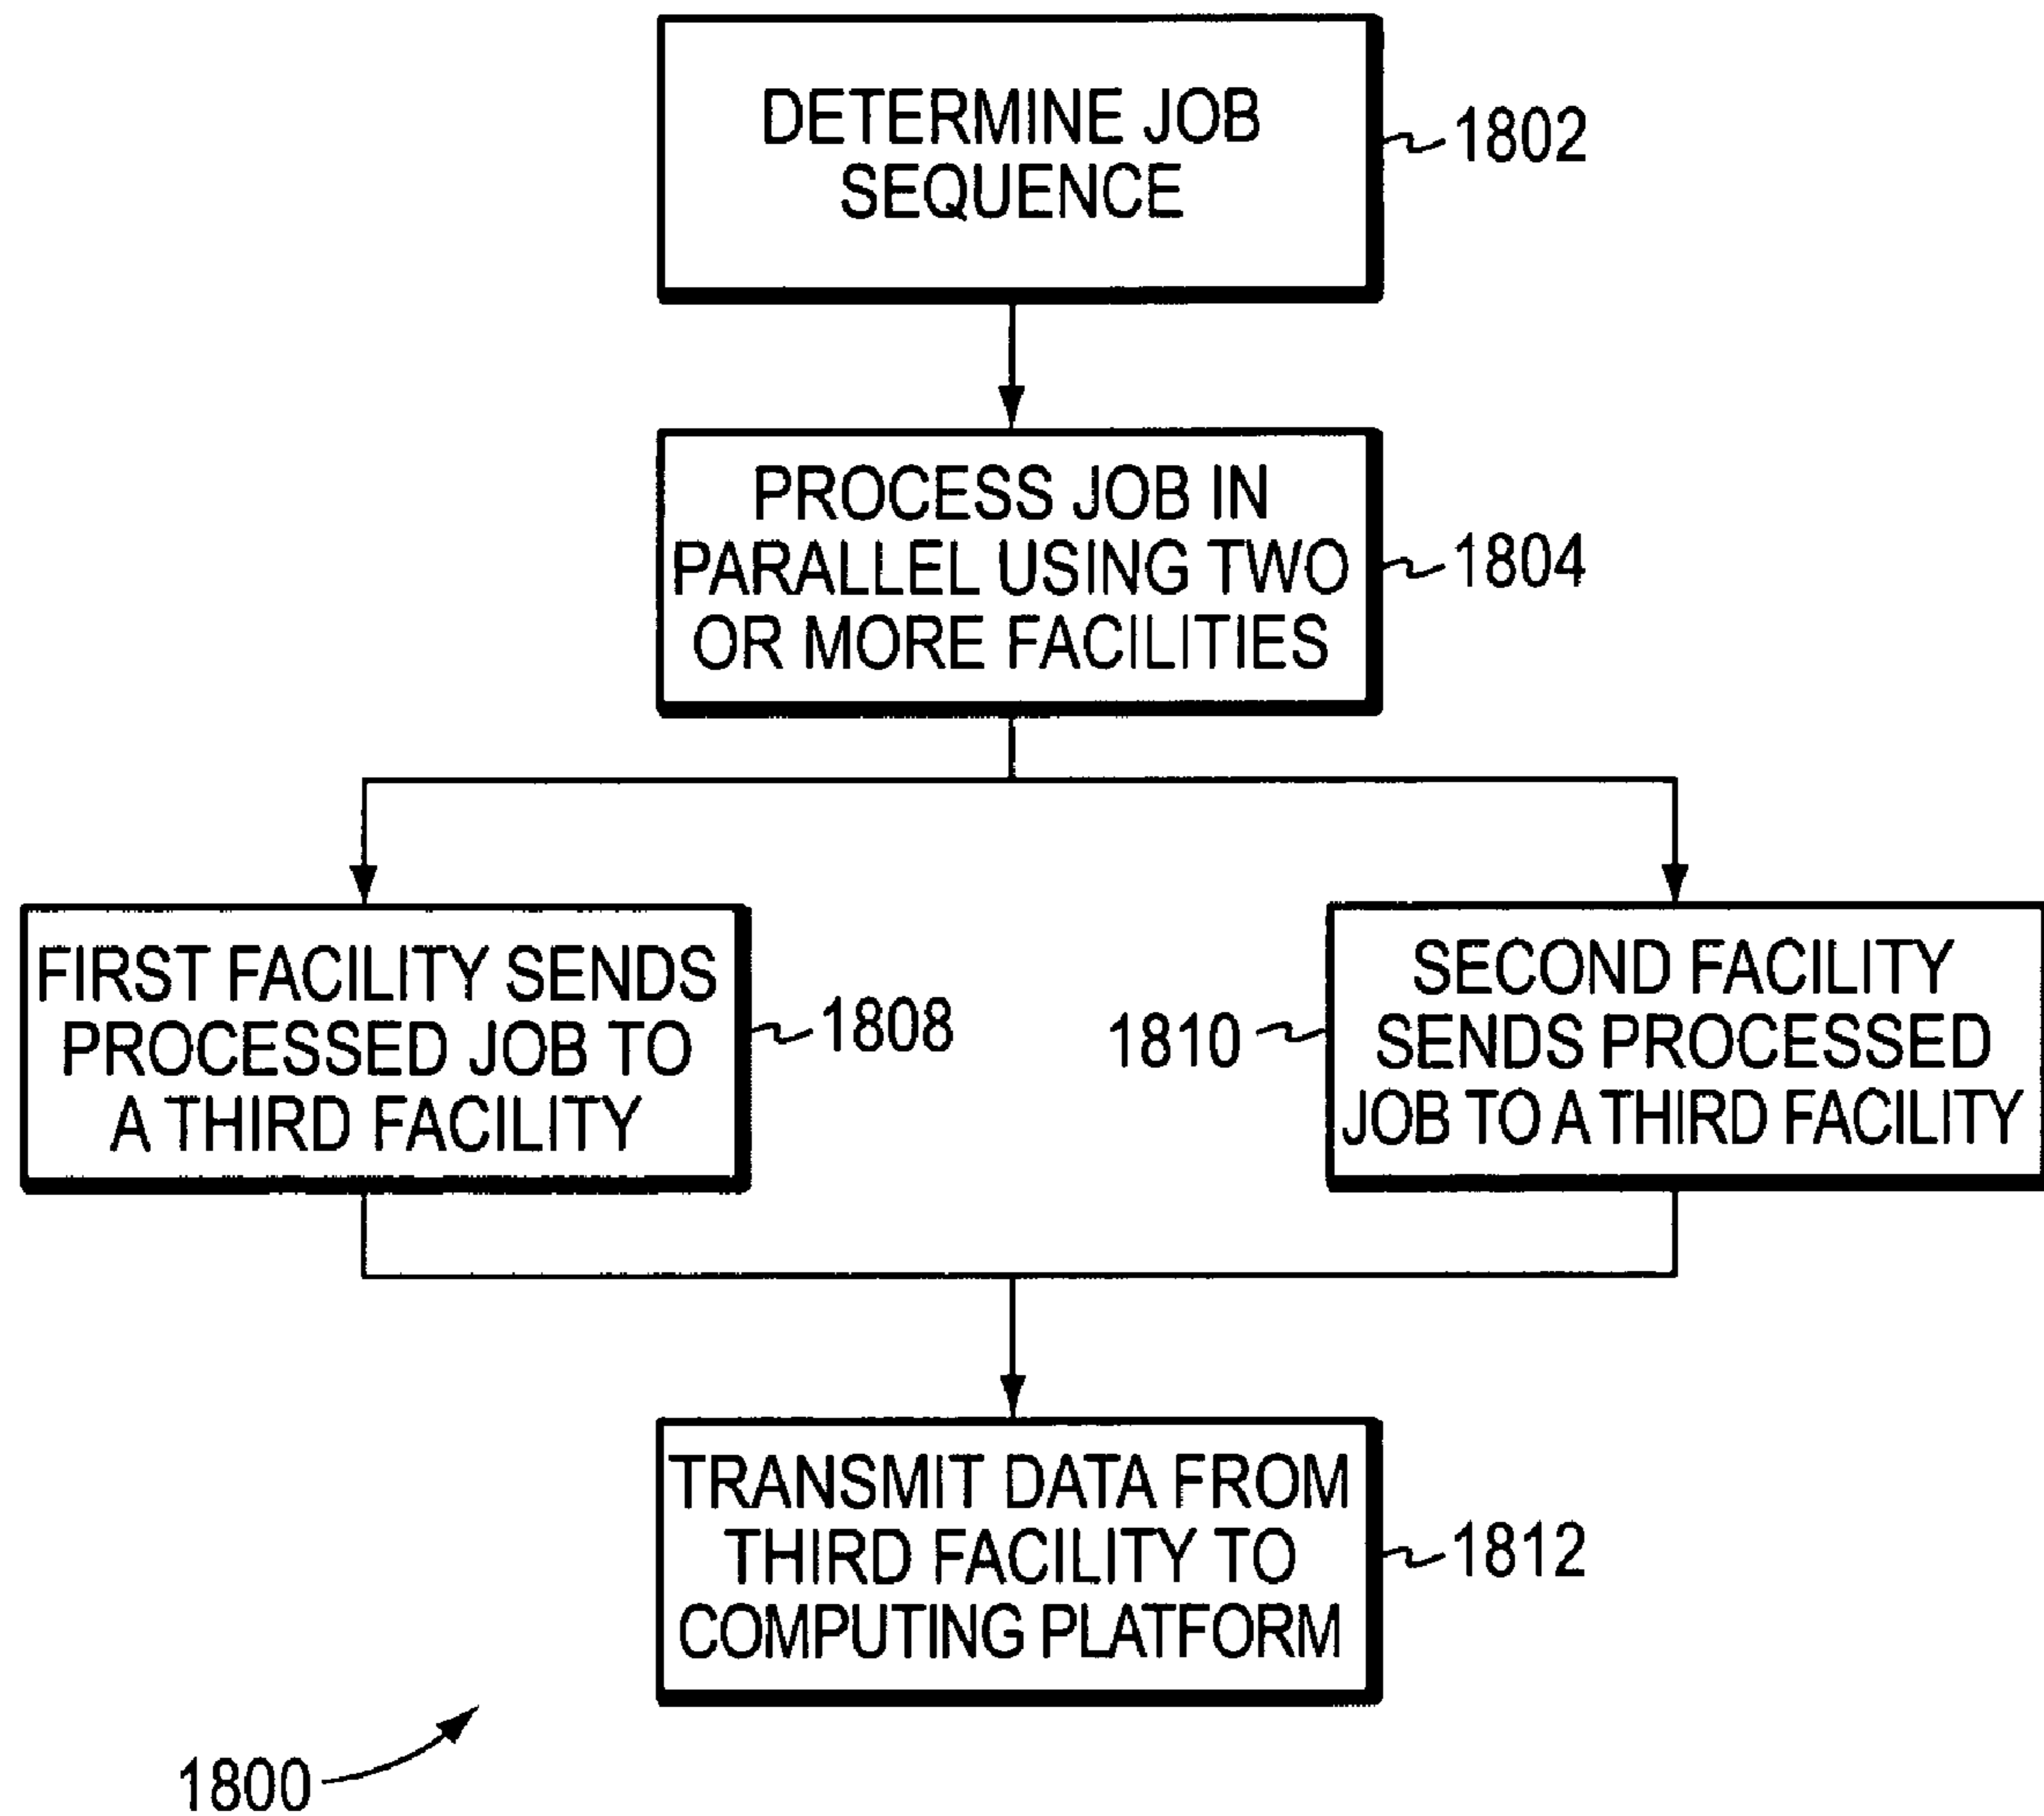 DETERMINE JOB
SEQUENCE
1802
PROCESS JOB IN
PARALLEL USING TWO
OR MORE FACILITIES
1804
FIRST FACILITY SENDS
PROCESSED JOB TO
A THIRD FACILITY
1808
1810
SECOND FACILITY
SENDS PROCESSED
JOB TO A THIRD FACILITY
TRANSMIT DATA FROM
THIRD FACILITY TO
COMPUTING PLATFORM
1812
1800